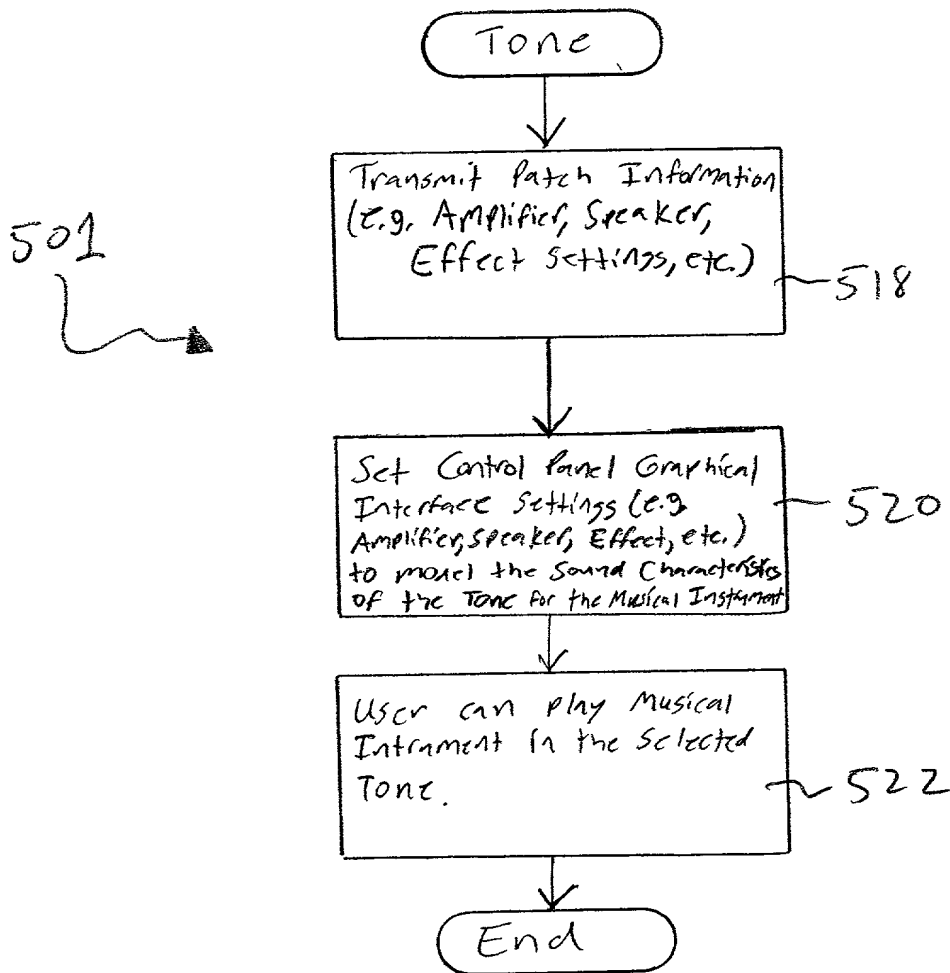 Tone
Transmit Patch Information
(e.g. Amplifier, Speaker,
Effect Settings, etc.)
518
501
Set Control Panel Graphical
Interface Settings (e.g.
Amplifier, Speaker, Effect, etc.)
to model the Sound Characteristics
of the Tone for the Musical Instrument
520
User can play Musical
Intrument in the Selected
Tone.
522
End